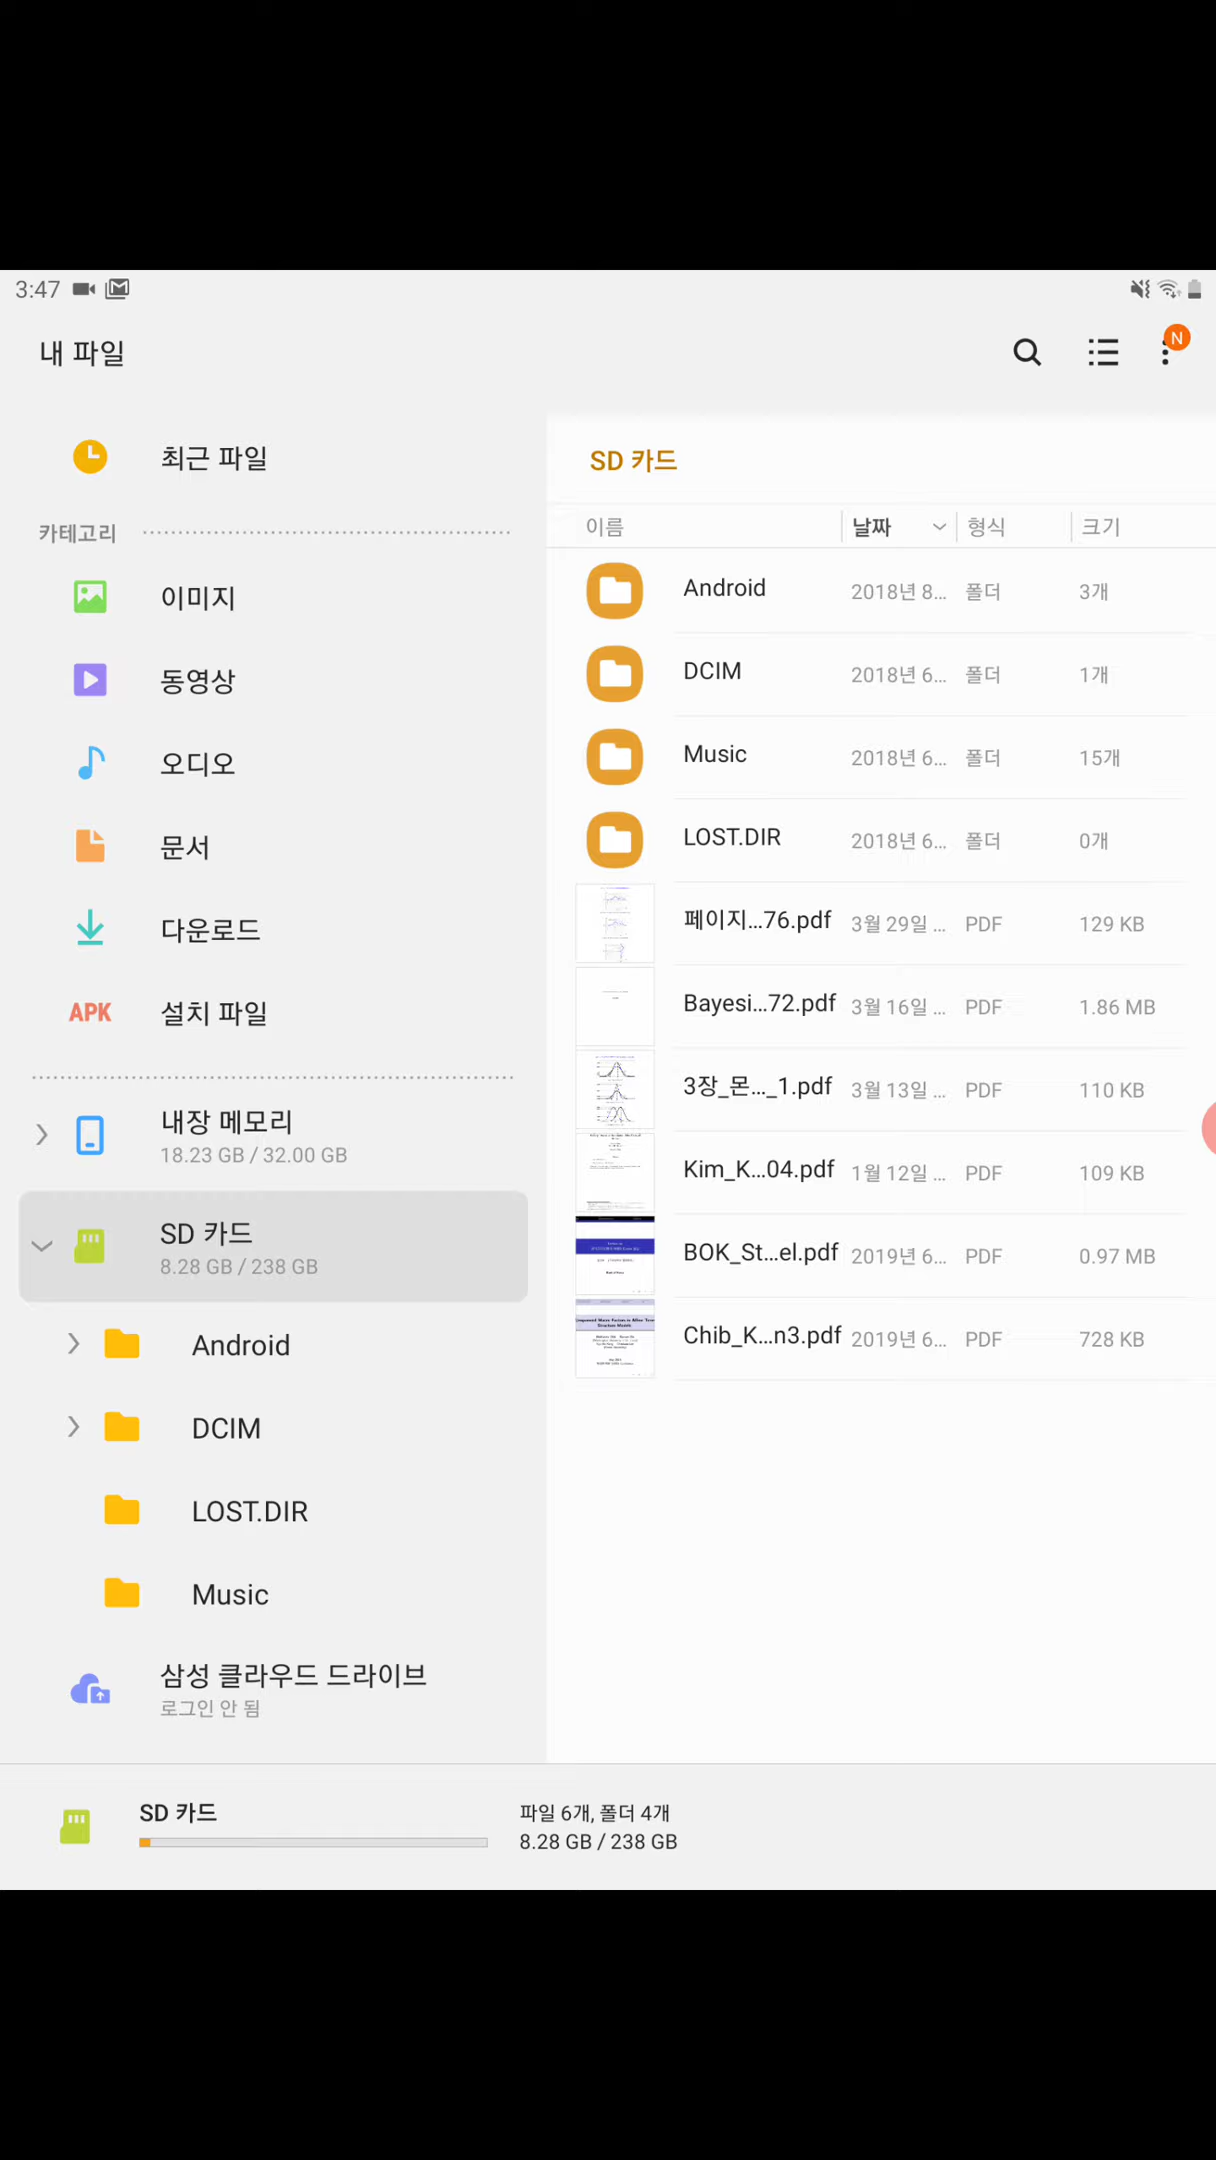 3:47
내 파일
N
최근 파일
카테고리
이미지
동영상
오디오
문서
다운로드
APK 설치 파일
내장 메모리
18.23 GB / 32.00 GB
SD 카드
8.28 GB / 238 GB
Android
DCIM
LOST.DIR
Music
삼성 클라우드 드라이브
로그인 안 됨
SD 카드
이름 날짜 형식 크기
Android 2018년 8... 폴더 3개
DCIM 2018년 6... 폴더 1개
Music 2018년 6... 폴더 15개
LOST.DIR 2018년 6... 폴더 0개
페이지...76.pdf 3월 29일 ... PDF 129 KB
Bayesi...72.pdf 3월 16일 ... PDF 1.86 MB
3장_몬..._1.pdf 3월 13일 ... PDF 110 KB
Kim_K...04.pdf 1월 12일 ... PDF 109 KB
BOK_St...el.pdf 2019년 6... PDF 0.97 MB
Chib_K...n3.pdf 2019년 6... PDF 728 KB
SD 카드
파일 6개, 폴더 4개
8.28 GB / 238 GB